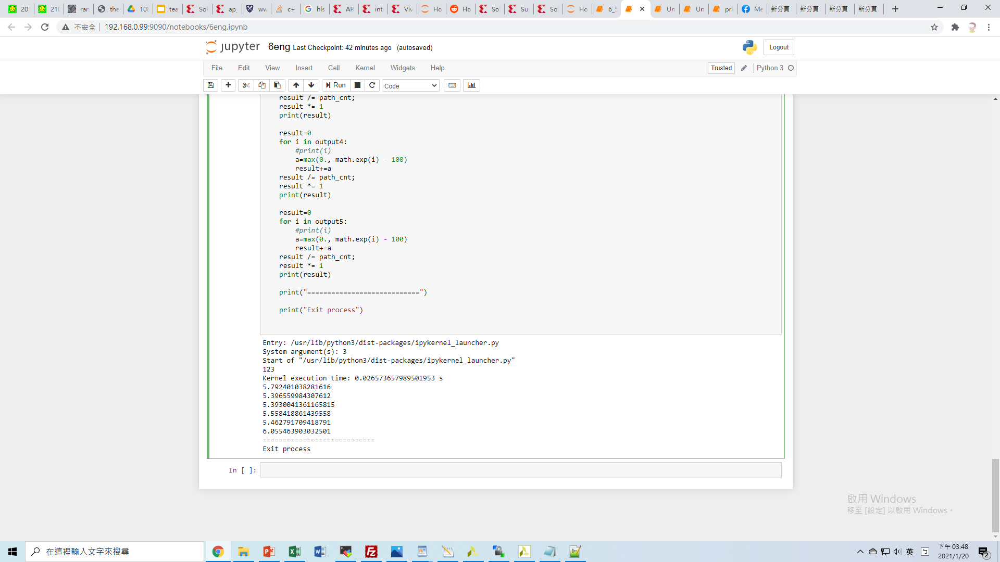 20
210
ran
the
108
tea
Sol
ap_
ww
c+
hls
AR
int
Viv
Ho
Ho
Sol
Su
Sol
Ho
6_5
Un
Un
pri
Me
新分頁
新分頁
新分頁
新分頁
不安全 192.168.0.99:9090/notebooks/6eng.ipynb
jupyter 6eng Last Checkpoint: 42 minutes ago (autosaved)
Logout
File Edit View Insert Cell Kernel Widgets Help
Trusted Python 3
Run Code
result /= path_cnt;
result *= 1
print(result)
result=0
for i in output4:
#print(i)
a=max(0., math.exp(i) - 100)
result+=a
result /= path_cnt;
result *= 1
print(result)
result=0
for i in output5:
#print(i)
a=max(0., math.exp(i) - 100)
result+=a
result /= path_cnt;
result *= 1
print(result)
print("============================")
print("Exit process")
Entry: /usr/lib/python3/dist-packages/ipykernel_launcher.py
System argument(s): 3
Start of "/usr/lib/python3/dist-packages/ipykernel_launcher.py"
123
Kernel execution time: 0.026573657989501953 s
5.792401038281616
5.396559984307612
5.3930041361165815
5.558418861439558
5.462791709418791
6.055463903032501
============================
Exit process
In [ ]:
啟用 Windows
移至 [設定] 以啟用 Windows。
在這裡輸入文字來搜尋
英
下午 03:48
2021/1/20
2